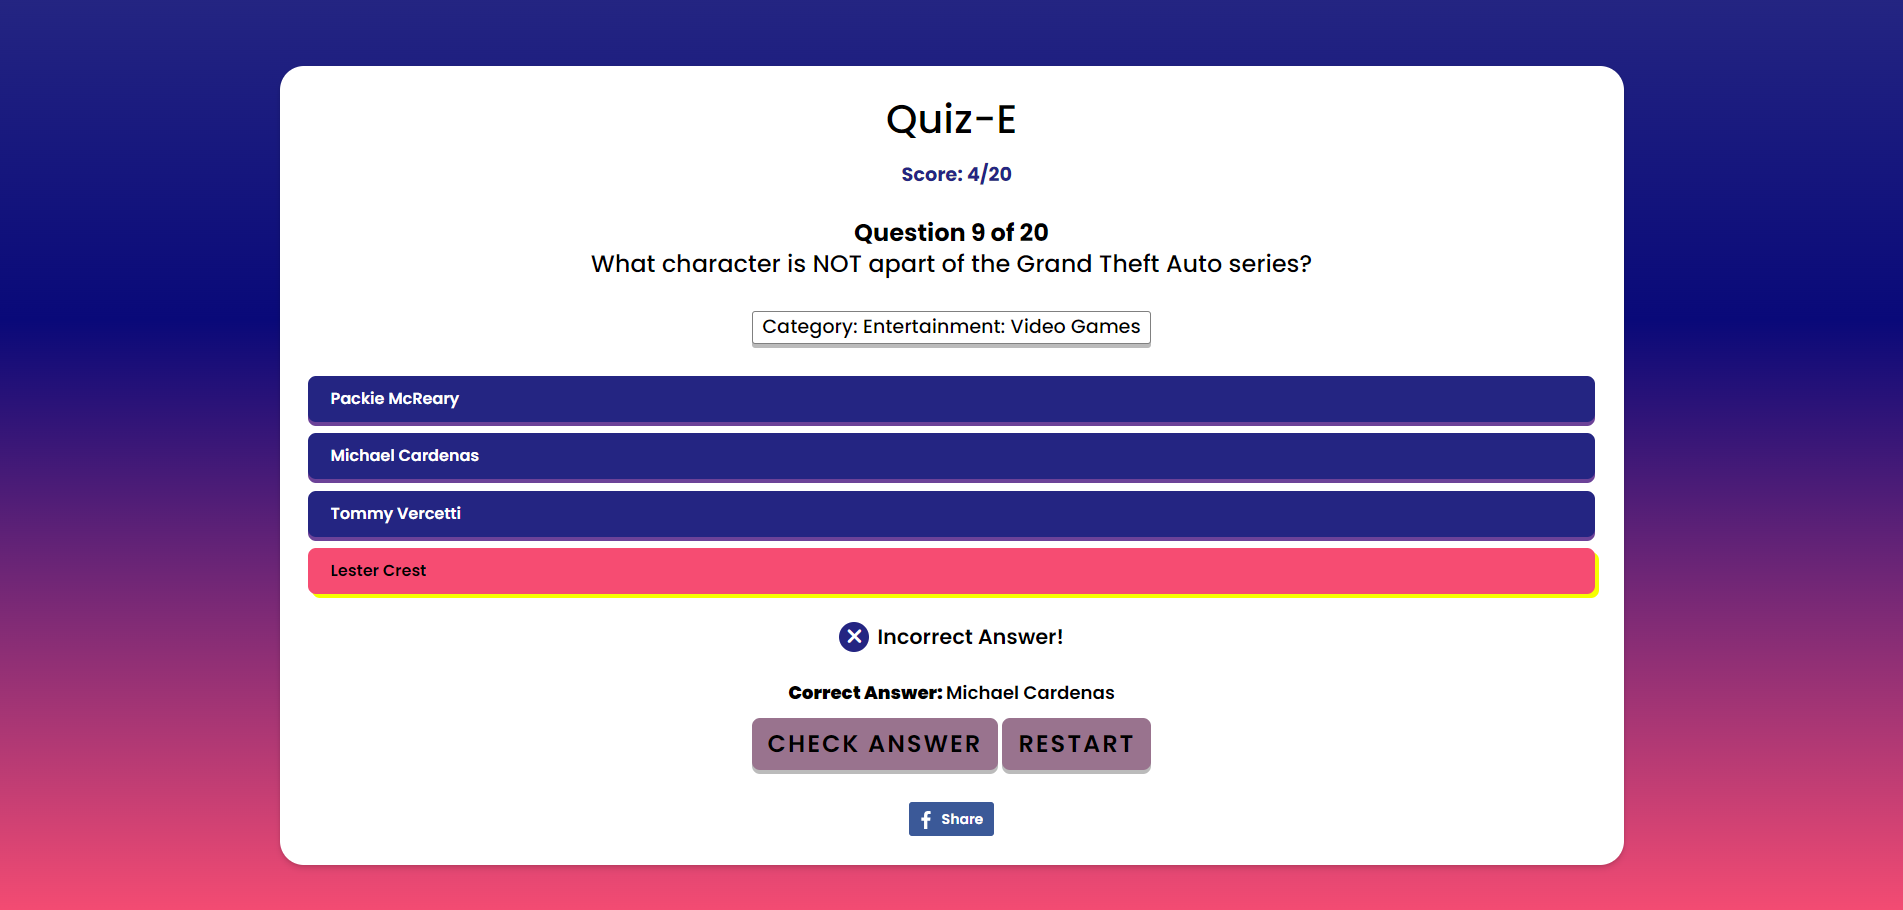 Quiz-E
Score: 4/20
Question 9 of 20
What character is NOT apart of the Grand Theft Auto series?
Category: Entertainment: Video Games
Packie McReary
Michael Cardenas
Tommy Vercetti
Lester Crest
Incorrect Answer!
Correct Answer: Michael Cardenas
CHECK ANSWER RESTART
Share